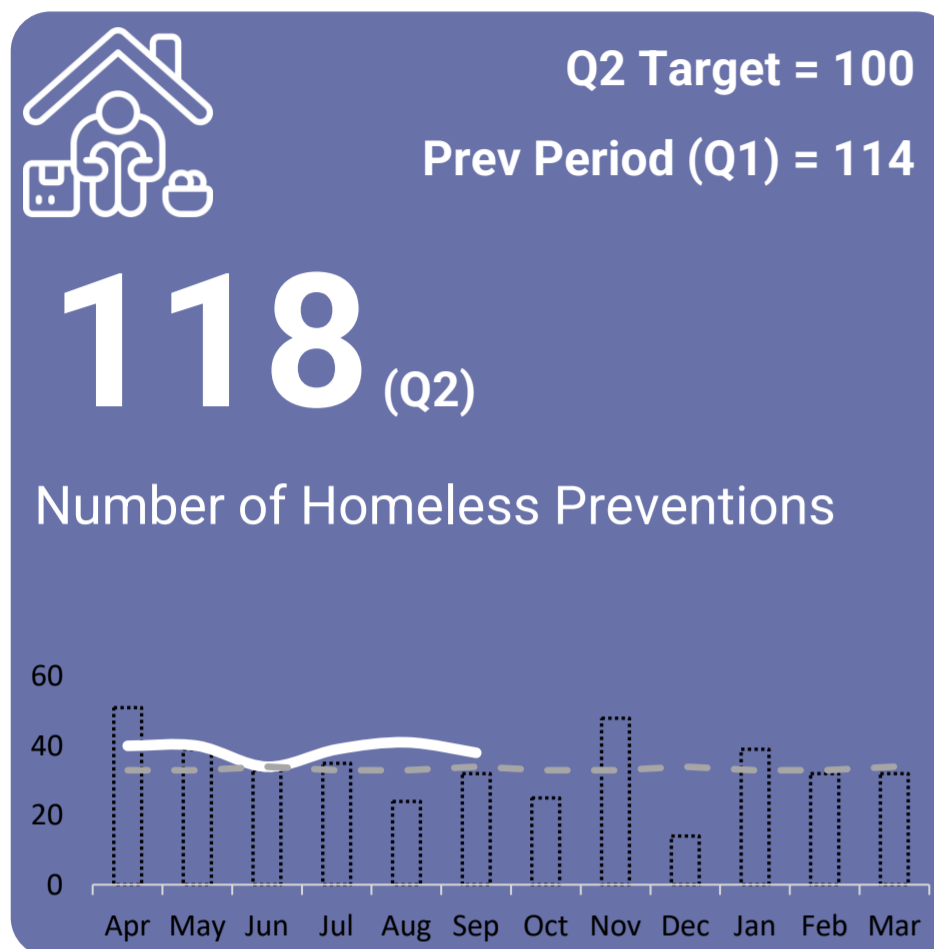 Q2 Target = 100
Prev Period (Q1) = 114
118 (Q2)
Number of Homeless Preventions
60
40
20
0
Apr May Jun Jul Aug Sep Oct Nov Dec Jan Feb Mar